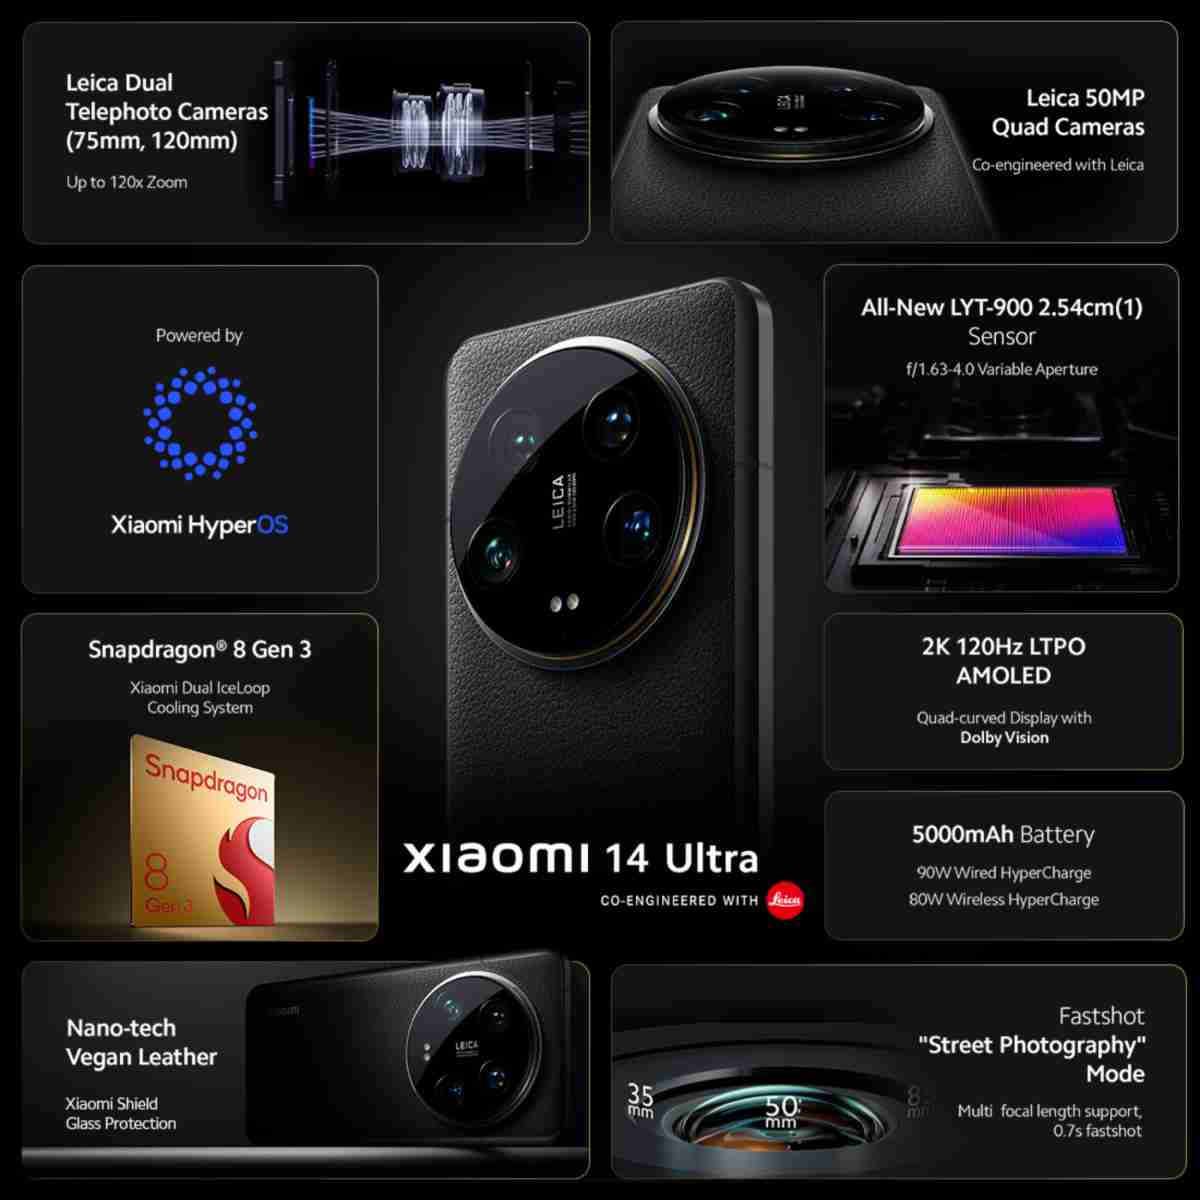 Leica Dual
Telephoto Cameras
(75mm, 120mm)
Up to 120x Zoom
Leica 50MP
Quad Cameras
Co-engineered with Leica
Powered by
Xiaomi HyperOS
LEICA
All-New LYT-900 2.54cm(1)
Sensor
f/1.63-4.0 Variable Aperture
Snapdragon® 8 Gen 3
Xiaomi Dual IceLoop
Cooling System
Snapdragon
8
Gen 3
2K 120Hz LTPO
AMOLED
Quad-curved Display with
Dolby Vision
xiaomi 14 Ultra
CO-ENGINEERED WITH Leica
5000mAh Battery
90W Wired HyperCharge
80W Wireless HyperCharge
Nano-tech
Vegan Leather
Xiaomi Shield
Glass Protection
xiaomi
LEICA
Fastshot
"Street Photography"
Mode
Multi focal length support,
0.7s fastshot
35
mm
50
mm